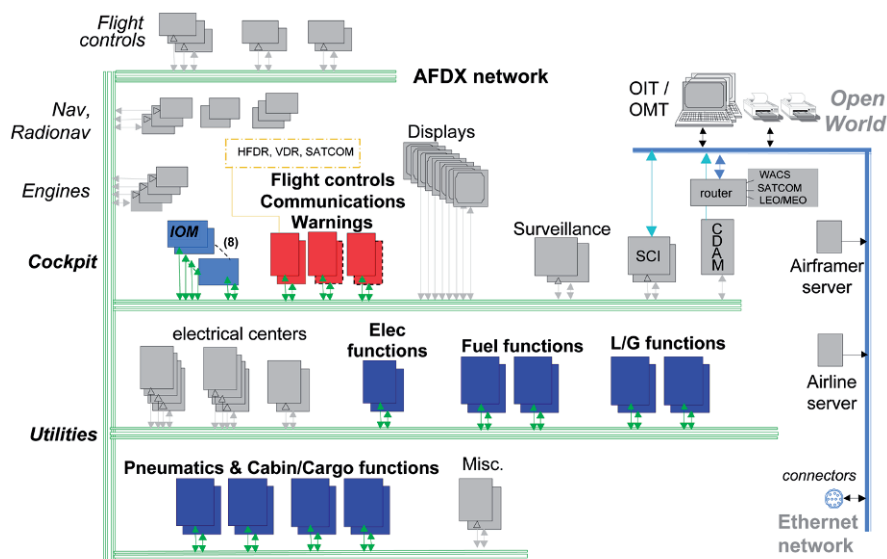 Flight
controls
AFDX network
Nav,
Radionav
OIT /
OMT
Open
World
HFDR, VDR, SATCOM
Displays
Engines
Flight controls
Communications
Warnings
WACS
SATCOM
LEO/MEO
router
IOM
(8)
Surveillance
Cockpit
SCI
CDAM
Airframer
server
electrical centers
Elec
functions
Fuel functions
L/G functions
Airline
server
Utilities
Pneumatics & Cabin/Cargo functions
Misc.
connectors
Ethernet
network